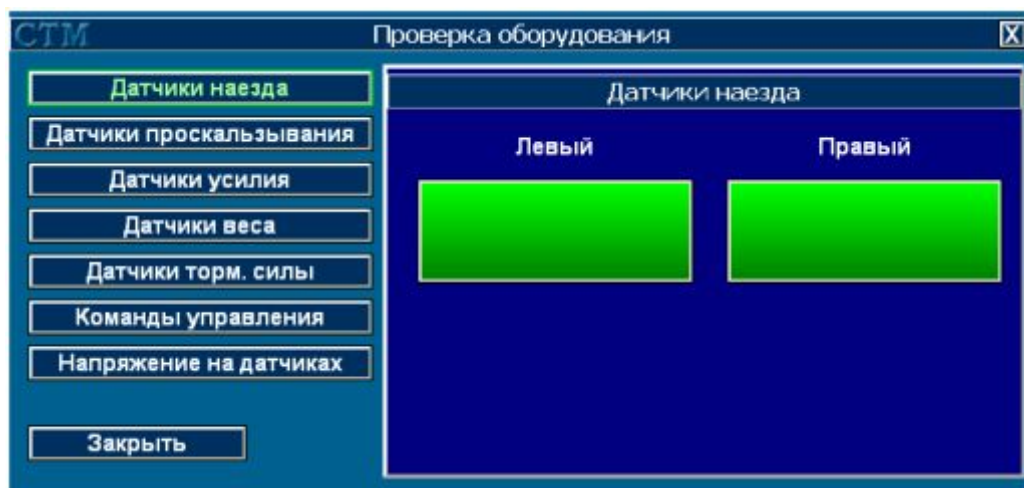 СТМ
Проверка оборудования
X
Датчики наезда
Датчики проскальзывания
Датчики усилия
Датчики веса
Датчики торм. силы
Команды управления
Напряжение на датчиках
Закрыть
Датчики наезда
Левый
Правый